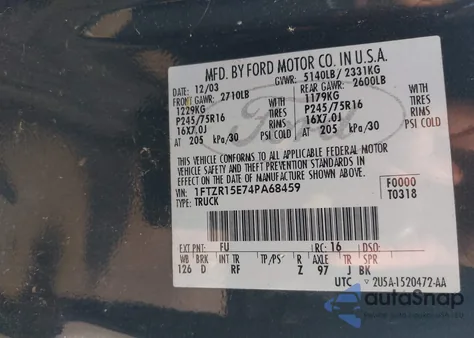 MFD. BY FORD MOTOR CO. IN U.S.A.
DATE: 12/03 GVWR: 5140LB/ 2331KG
FRONT GAWR: 2710LB REAR GAWR: 2600LB
1229KG WITH 1179KG WITH
P245/75R16 TIRES P245/75R16 TIRES
16X7.0J RIMS 16X7.0J RIMS
AT 205 kPa/30 PSI COLD AT 205 kPa/30 PSI COLD
THIS VEHICLE CONFORMS TO ALL APPLICABLE FEDERAL MOTOR
VEHICLE SAFETY AND THEFT PREVENTION STANDARDS IN
EFFECT ON THE DATE OF MANUFACTURE SHOWN ABOVE.
VIN: 1FTZR15E74PA68459 F0000
TYPE: TRUCK T0318
EXT PNT: FU RC: 16 DSO:
WB BRK INT TR TP/PS R AXLE TR SPR
126 D RF Z 97 J BK
UTC 2U5A-1520472-AA
Ford
autoSnap